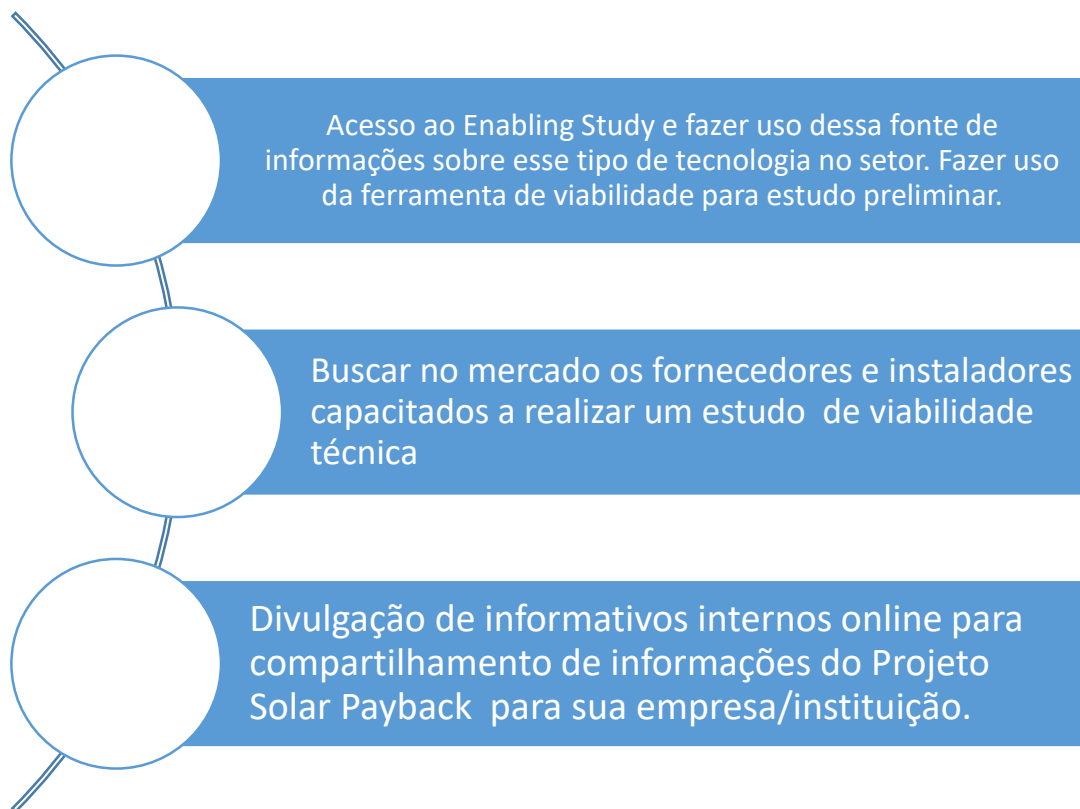 Acesso ao Enabling Study e fazer uso dessa fonte de
informações sobre esse tipo de tecnologia no setor. Fazer uso
da ferramenta de viabilidade para estudo preliminar.
Buscar no mercado os fornecedores e instaladores
capacitados a realizar um estudo  de viabilidade
técnica
Divulgação de informativos internos online para
compartilhamento de informações do Projeto
Solar Payback  para sua empresa/instituição.